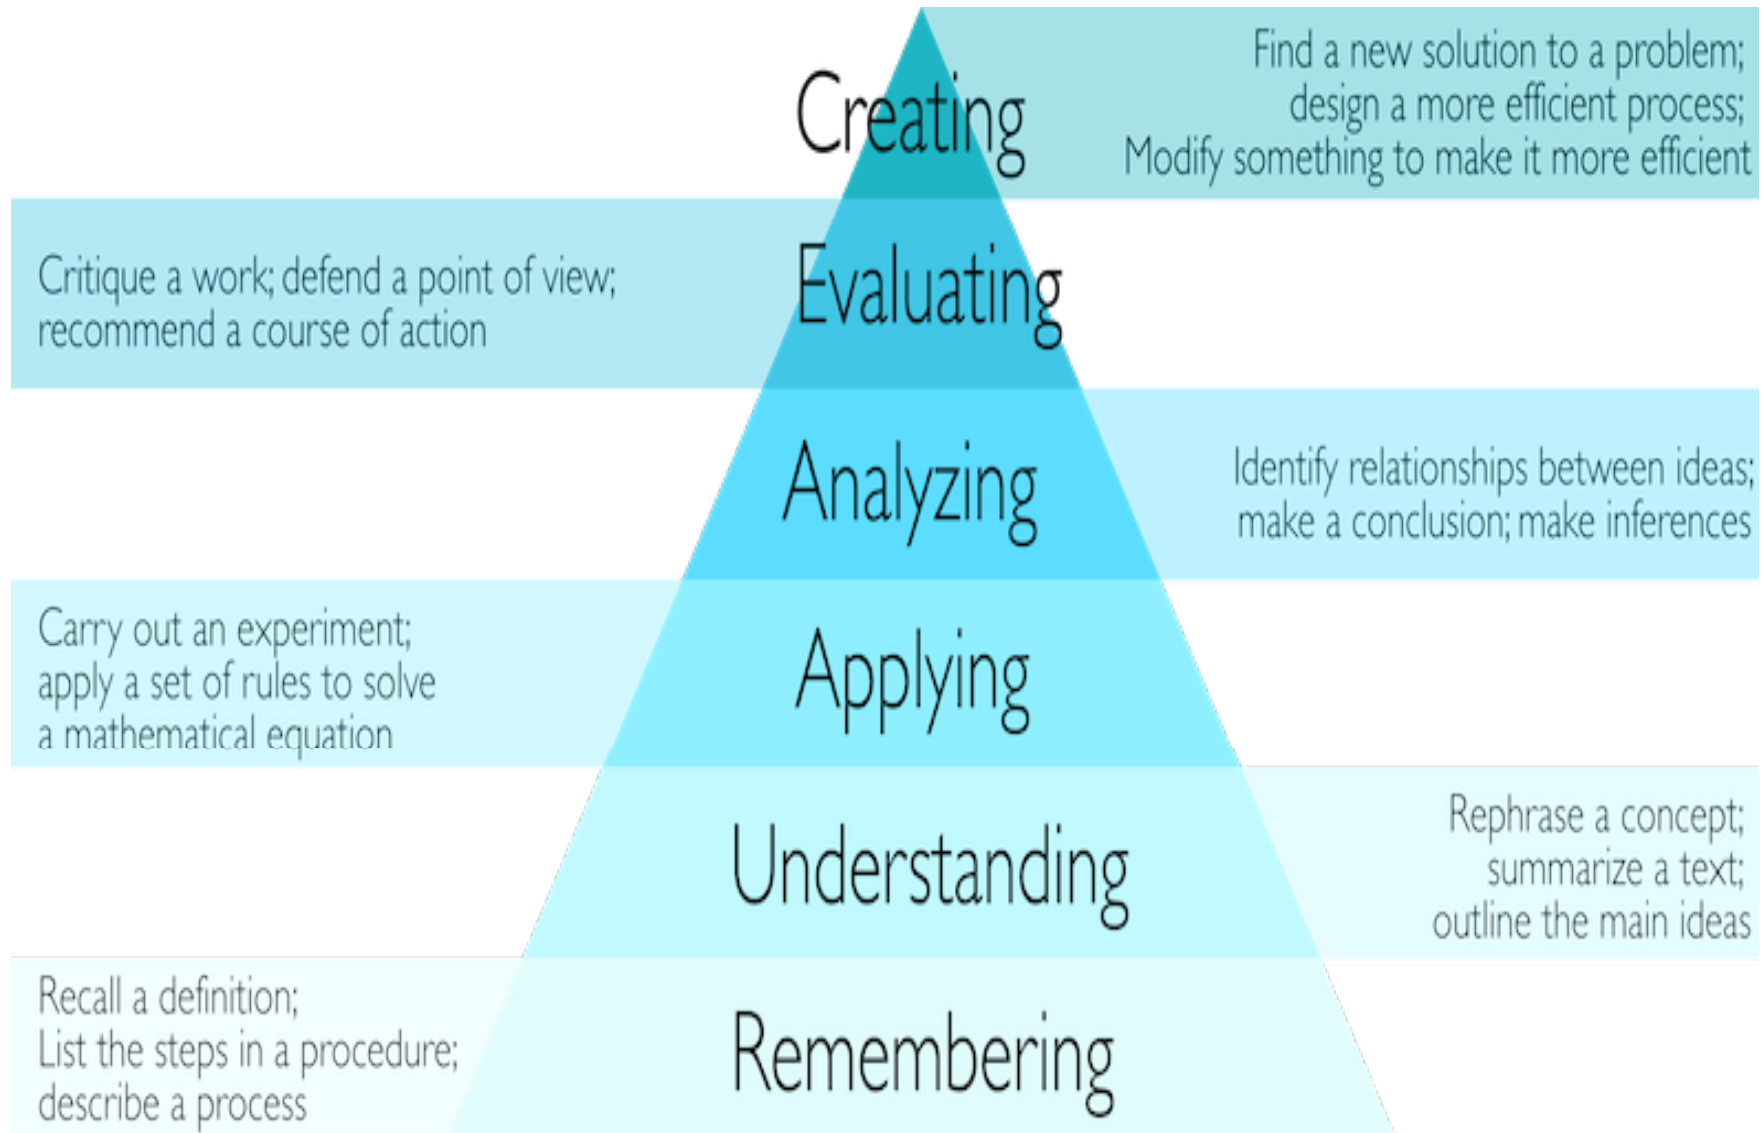 Creating
Find a new solution to a problem;
design a more efficient process;
Modify something to make it more efficient
Critique a work; defend a point of view;
recommend a course of action
Evaluating
Analyzing
Identify relationships between ideas;
make a conclusion; make inferences
Carry out an experiment;
apply a set of rules to solve
a mathematical equation
Applying
Understanding
Rephrase a concept;
summarize a text;
outline the main ideas
Recall a definition;
List the steps in a procedure;
describe a process
Remembering